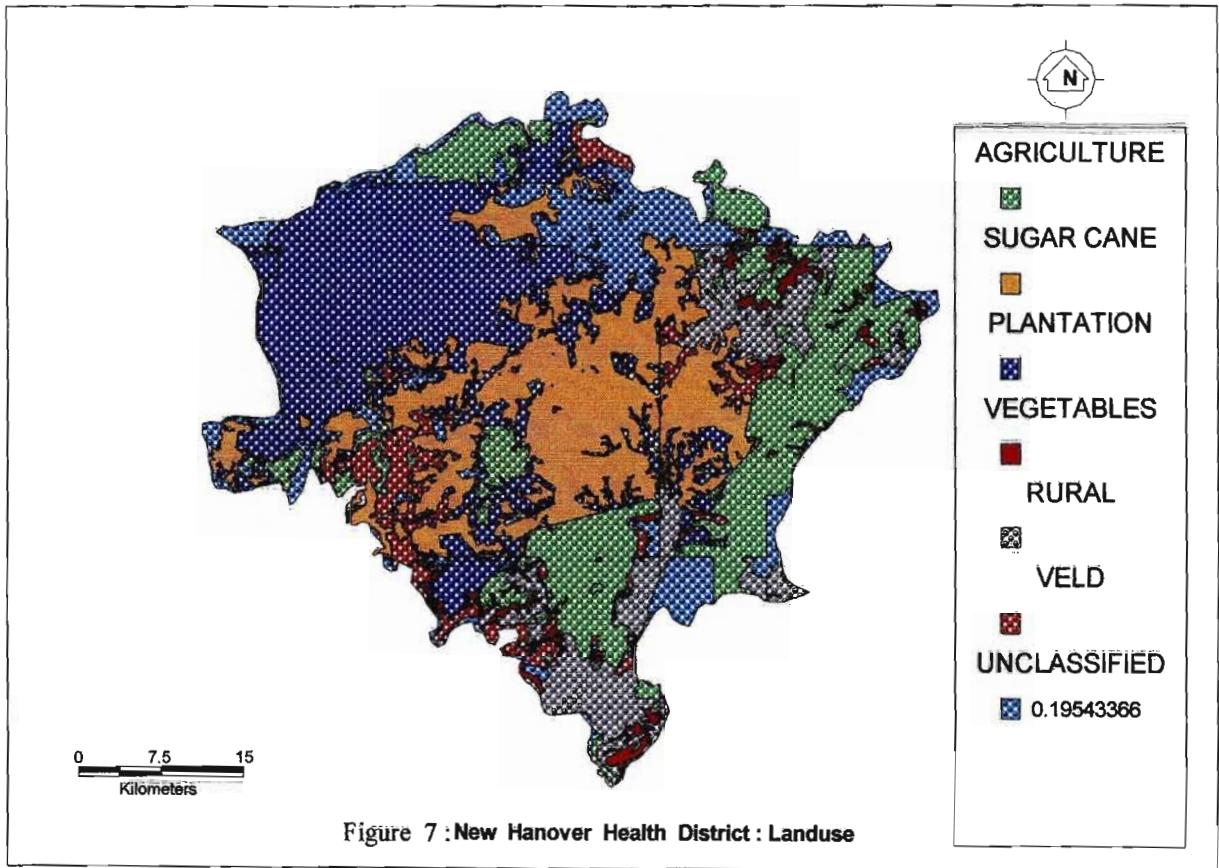 N
AGRICULTURE
SUGAR CANE
PLANTATION
VEGETABLES
RURAL
VELD
UNCLASSIFIED
0.19543366
0 7.5 15
Kilometers
Figure 7 : New Hanover Health District : Landuse